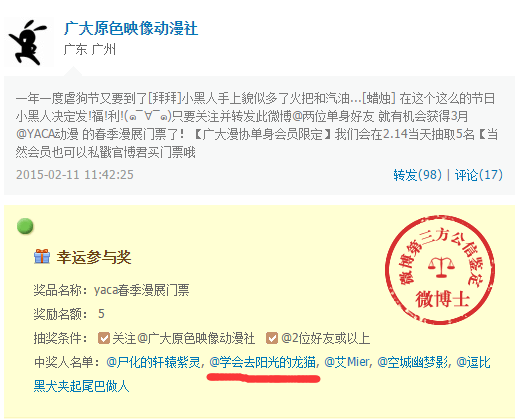 广大原色映像动漫社
广东 广州
一年一度虐狗节又要到了[拜拜]小黑人手上貌似多了火把和汽油...[蜡烛] 在这个这么的节日
小黑人决定发!福!利!(๑¯∀¯๑)只要关注并转发此微博@两位单身好友 就有机会获得3月
@YACA动漫 的春季漫展门票了！【广大漫协单身会员限定】我们会在2.14当天抽取5名【当
然会员也可以私戳官博君买门票哦
2015-02-11 11:42:25 转发(98) | 评论(17)
微博第三方公信鉴定
微博士
幸运参与奖
奖品名称：yaca春季漫展门票
奖励名额： 5
抽奖条件： 关注@广大原色映像动漫社 @2位好友或以上
中奖人名单：@尸化的轩辕紫灵, @学会去阳光的龙猫, @艾Mier, @空城幽梦影, @逗比
黑犬夹起尾巴做人